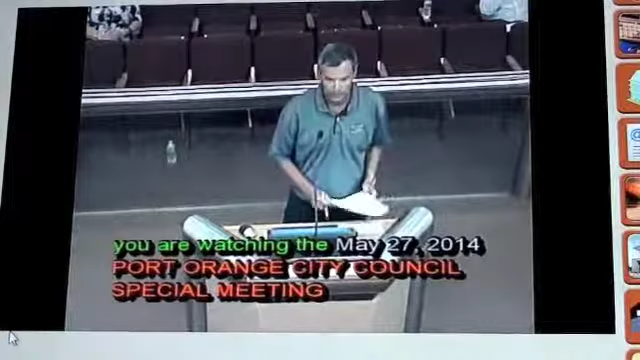 you are watching the May 27, 2014
PORT ORANGE CITY COUNCIL
SPECIAL MEETING